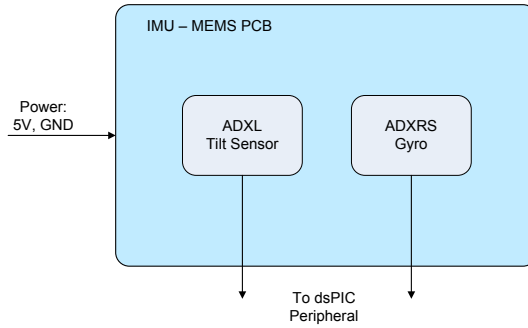 IMU – MEMS PCB
Power:
5V, GND
ADXL
Tilt Sensor
ADXRS
Gyro
To dsPIC
Peripheral